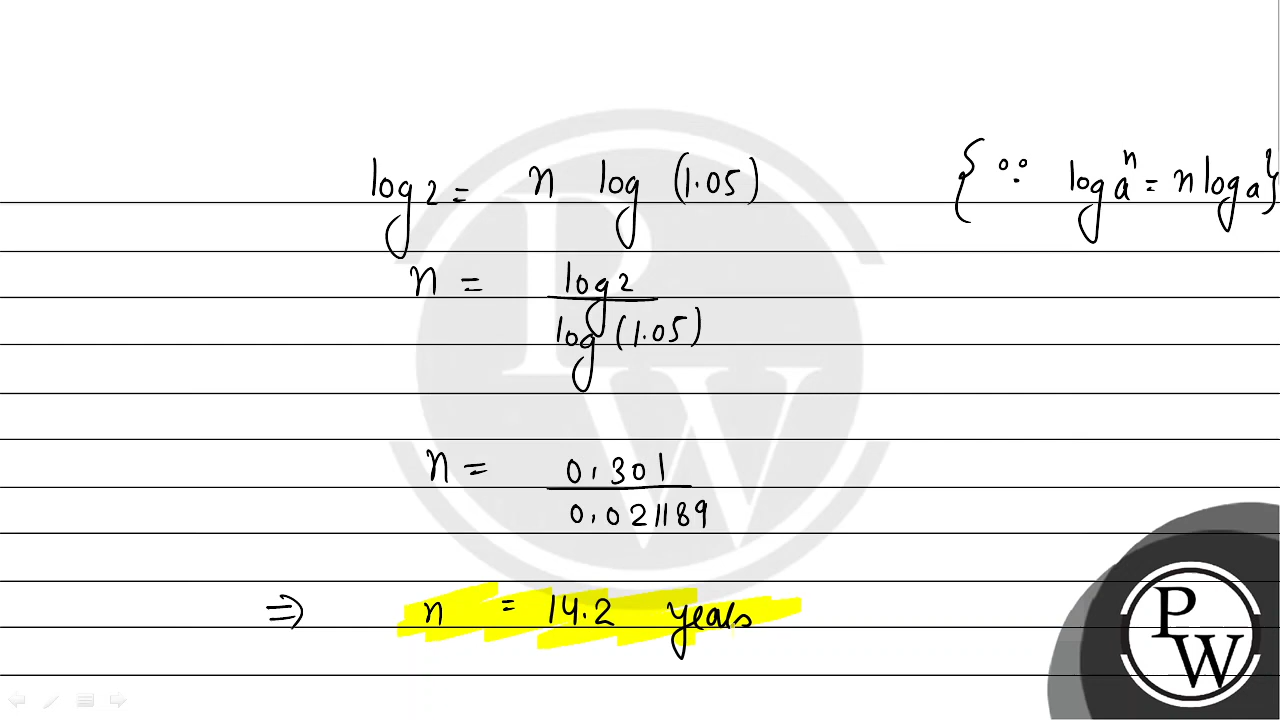 log 2 = n log (1.05) { ∵ log aⁿ = n log a}
n = log 2
log (1.05)
n = 0.301
0.021189
⇒ n = 14.2 years
P
W
P
W